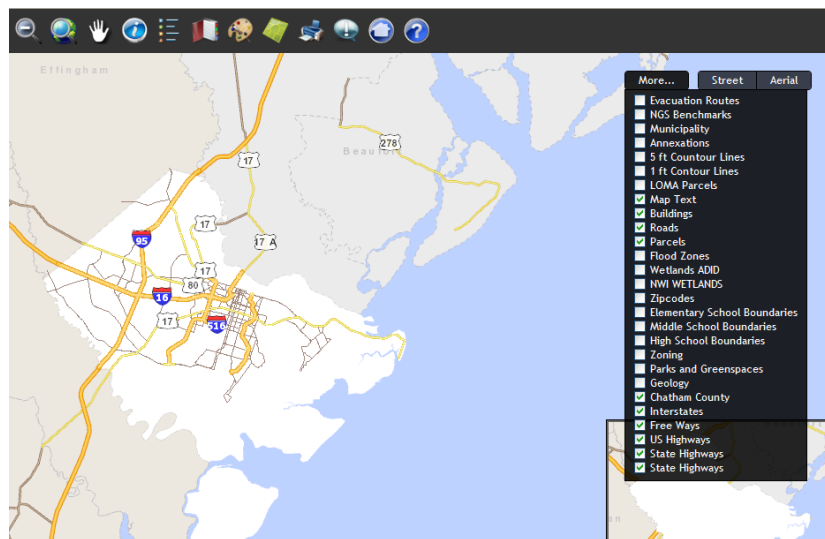 Effingham
More...
Street
Aerial
Evacuation Routes
NGS Benchmarks
Municipality
Annexations
5 ft Countour Lines
1 ft Contour Lines
LOMA Parcels
Map Text
Buildings
Roads
Parcels
Flood Zones
Wetlands ADID
NWI WETLANDS
Zipcodes
Elementary School Boundaries
Middle School Boundaries
High School Boundaries
Zoning
Parks and Greenspaces
Geology
Chatham County
Interstates
Free Ways
US Highways
State Highways
State Highways
278
17
17
17 A
95
17
80
16
17
516